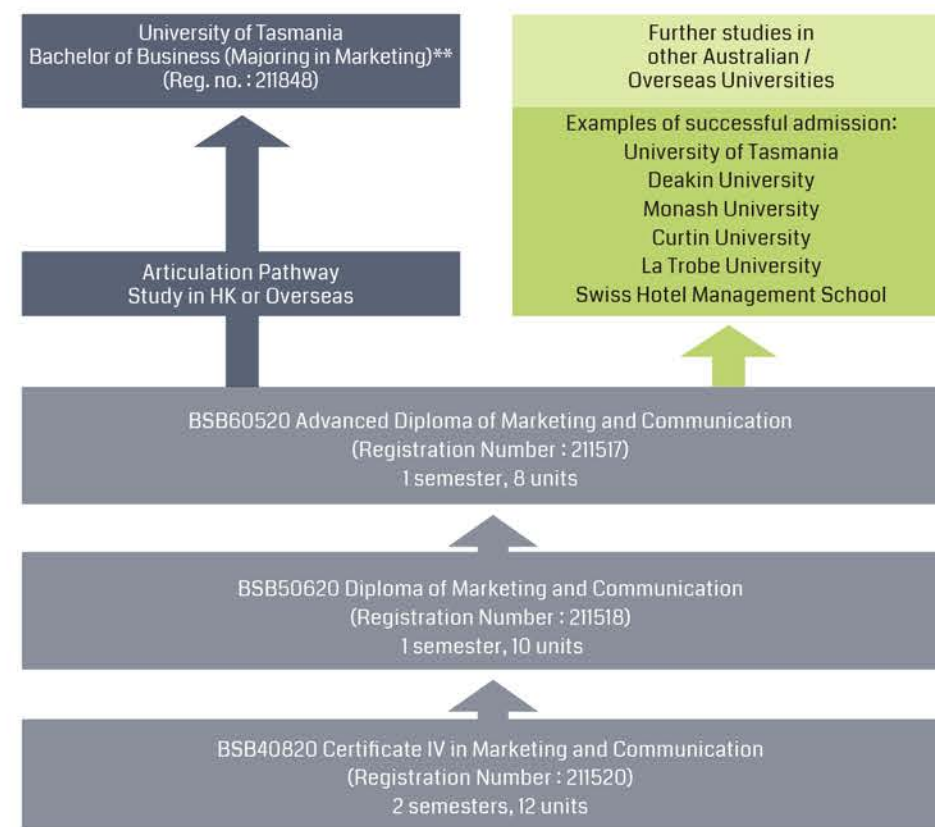 University of Tasmania
Bachelor of Business (Majoring in Marketing)**
(Reg. no. : 211848)
Further studies in
other Australian /
Overseas Universities
Examples of successful admission:
University of Tasmania
Deakin University
Monash University
Curtin University
La Trobe University
Swiss Hotel Management School
Articulation Pathway
Study in HK or Overseas
BSB60520 Advanced Diploma of Marketing and Communication
(Registration Number : 211517)
1 semester, 8 units
BSB50620 Diploma of Marketing and Communication
(Registration Number : 211518)
1 semester, 10 units
BSB40820 Certificate IV in Marketing and Communication
(Registration Number : 211520)
2 semesters, 12 units